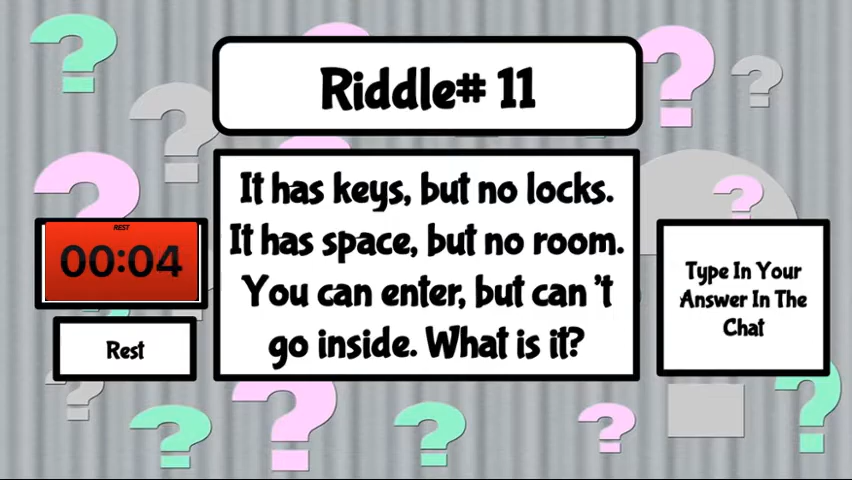 Riddle# 11
It has keys, but no locks.
It has space, but no room.
You can enter, but can't
go inside. What is it?
REST
00:04
Rest
Type In Your
Answer In The
Chat